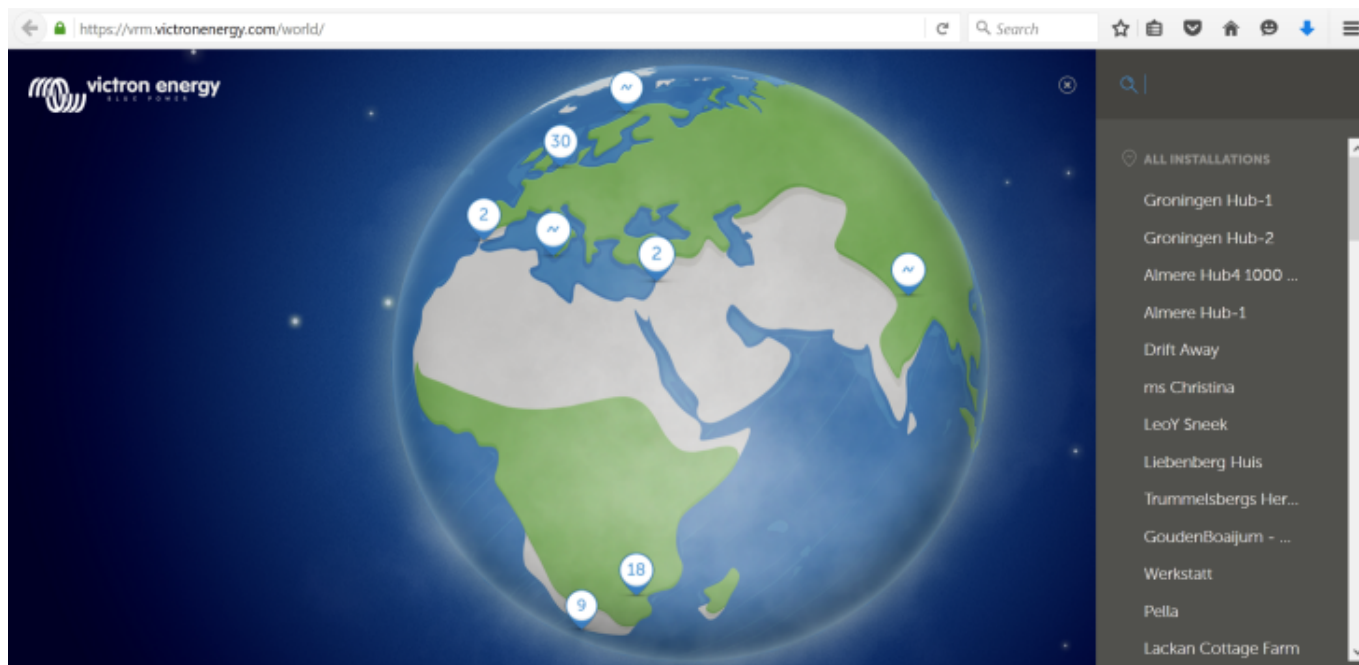 https://vrm.victronenergy.com/world/
Search
victron energy
BLUE POWER
~
30
2
~
2
~
18
9
ALL INSTALLATIONS
Groningen Hub-1
Groningen Hub-2
Almere Hub4 1000 ...
Almere Hub-1
Drift Away
ms Christina
LeoY Sneek
Liebenberg Huis
Trummelsbergs Her...
GoudenBoaijum - ...
Werkstatt
Pella
Lackan Cottage Farm